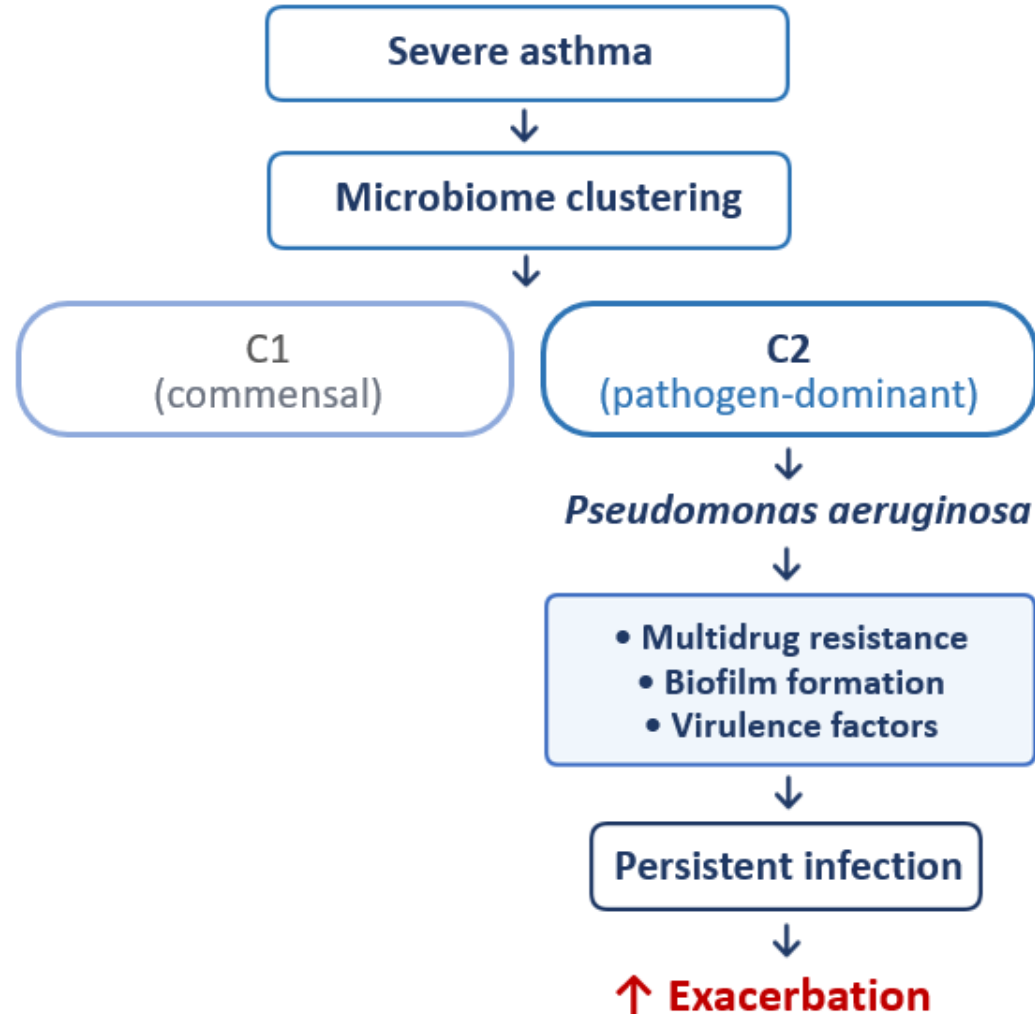 Severe asthma
↓
Microbiome clustering
↓
C1
(commensal)
C2
(pathogen-dominant)
↓
Pseudomonas aeruginosa
↓
• Multidrug resistance
• Biofilm formation
• Virulence factors
↓
Persistent infection
↓
↑ Exacerbation